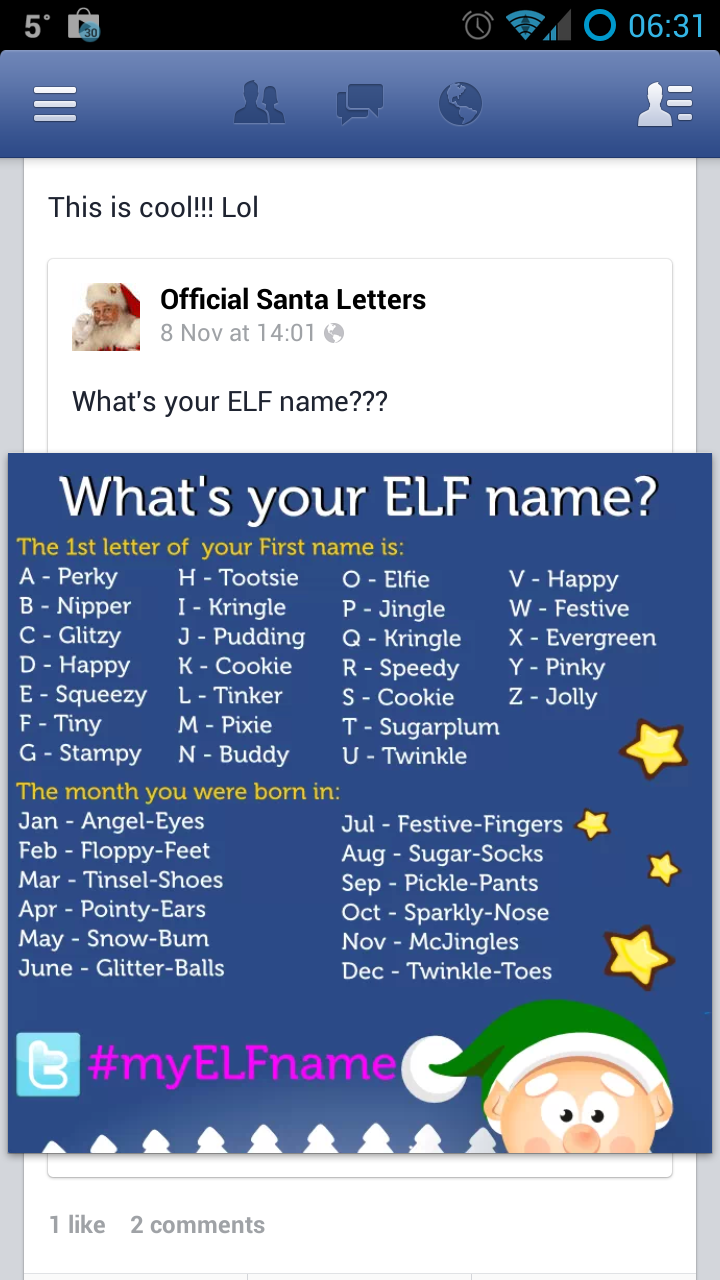 5°
30
06:31
This is cool!!! Lol
Official Santa Letters
8 Nov at 14:01
What's your ELF name???
What's your ELF name?
The 1st letter of  your First name is:
A - Perky
B - Nipper
C - Glitzy
D - Happy
E - Squeezy
F - Tiny
G - Stampy
H - Tootsie
I - Kringle
J - Pudding
K - Cookie
L - Tinker
M - Pixie
N - Buddy
O - Elfie
P - Jingle
Q - Kringle
R - Speedy
S - Cookie
T - Sugarplum
U - Twinkle
V - Happy
W - Festive
X - Evergreen
Y - Pinky
Z - Jolly
The month you were born in:
Jan - Angel-Eyes
Feb - Floppy-Feet
Mar - Tinsel-Shoes
Apr - Pointy-Ears
May - Snow-Bum
June - Glitter-Balls
Jul - Festive-Fingers
Aug - Sugar-Socks
Sep - Pickle-Pants
Oct - Sparkly-Nose
Nov - McJingles
Dec - Twinkle-Toes
#myELFname
1 like 2 comments